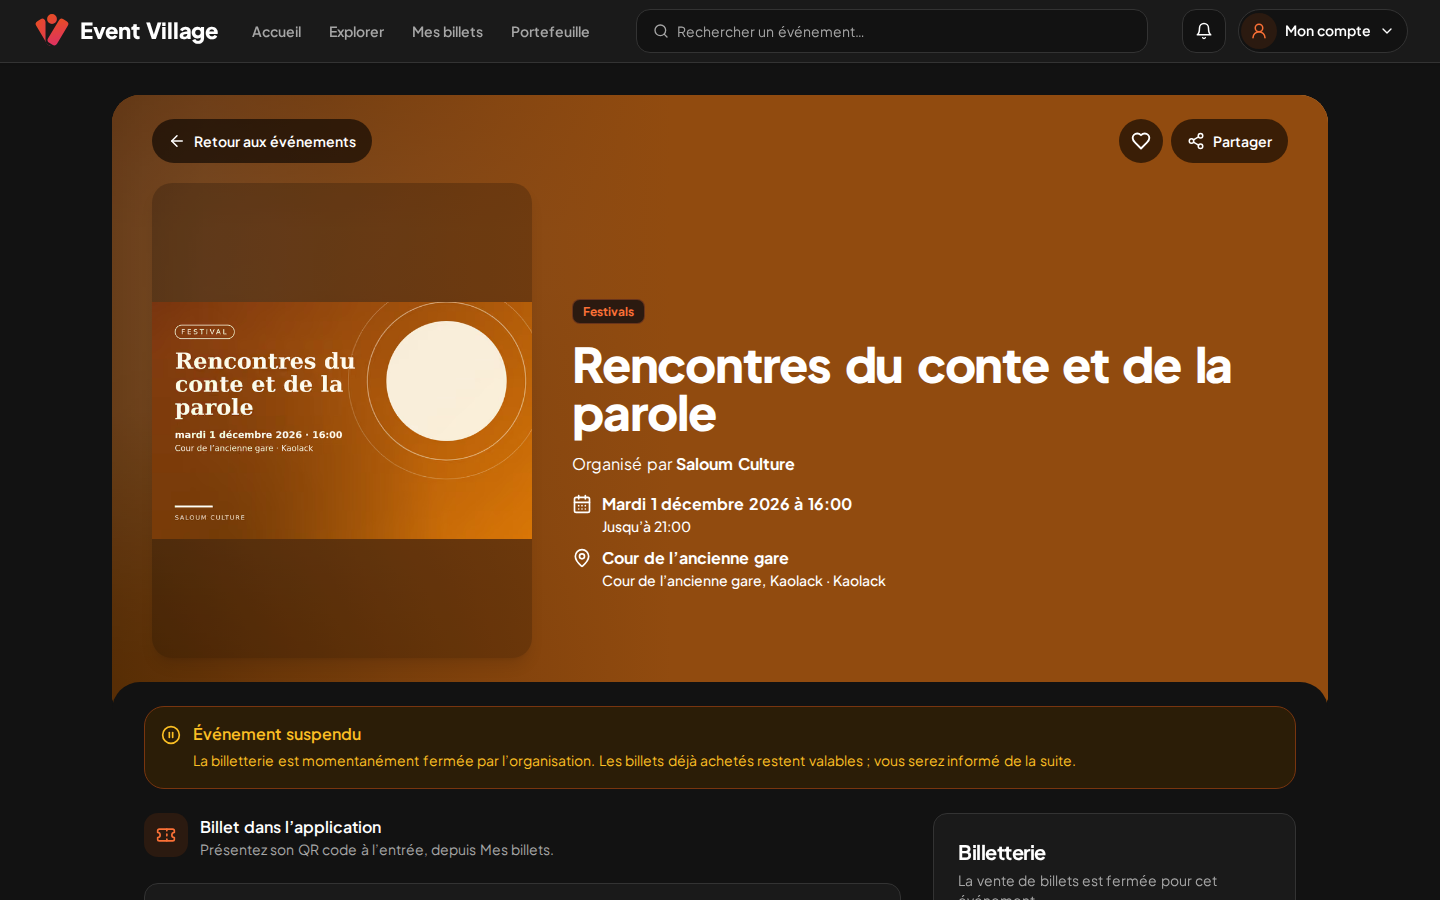 Event Village
Accueil
Explorer
Mes billets
Portefeuille
Rechercher un événement...
Mon compte
Retour aux événements
Partager
FESTIVAL
Rencontres du
conte et de la
parole
mardi 1 décembre 2026 · 16:00
Cour de l'ancienne gare · Kaolack
SALOUM CULTURE
Festivals
Rencontres du conte et de la
parole
Organisé par Saloum Culture
Mardi 1 décembre 2026 à 16:00
Jusqu'à 21:00
Cour de l'ancienne gare
Cour de l'ancienne gare, Kaolack · Kaolack
Événement suspendu
La billetterie est momentanément fermée par l'organisation. Les billets déjà achetés restent valables ; vous serez informé de la suite.
Billet dans l'application
Présentez son QR code à l'entrée, depuis Mes billets.
Billetterie
La vente de billets est fermée pour cet
événement.